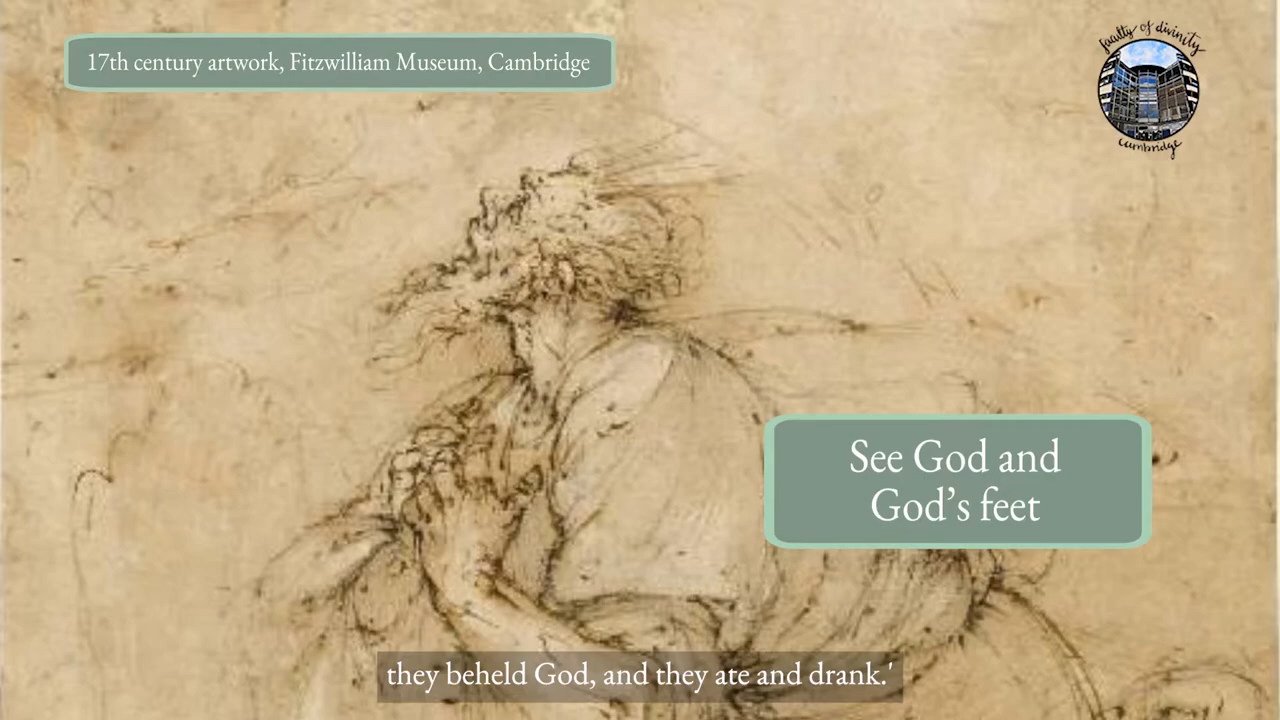 17th century artwork, Fitzwilliam Museum, Cambridge
faculty of divinity
cambridge
See God and
God’s feet
they beheld God, and they ate and drank.'